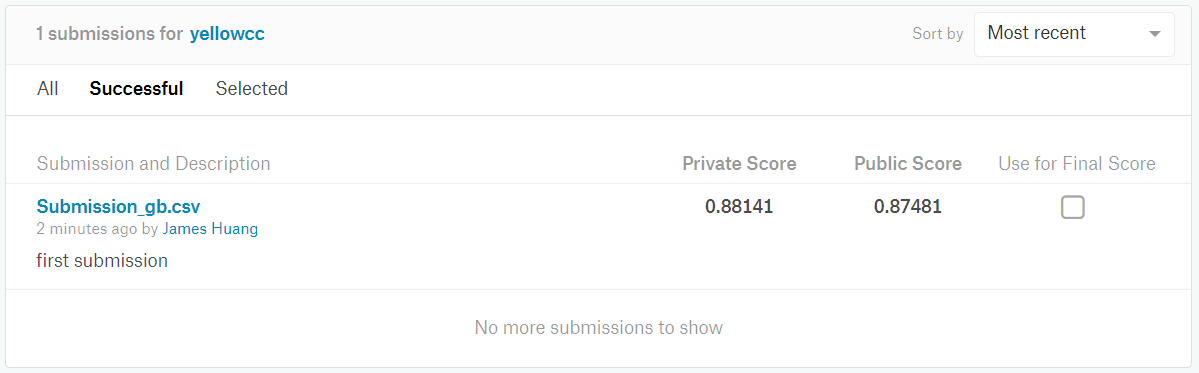 1 submissions for yellowcc
Sort by Most recent
All Successful Selected
Submission and Description Private Score Public Score Use for Final Score
Submission_gb.csv 0.88141 0.87481
2 minutes ago by James Huang
first submission
No more submissions to show